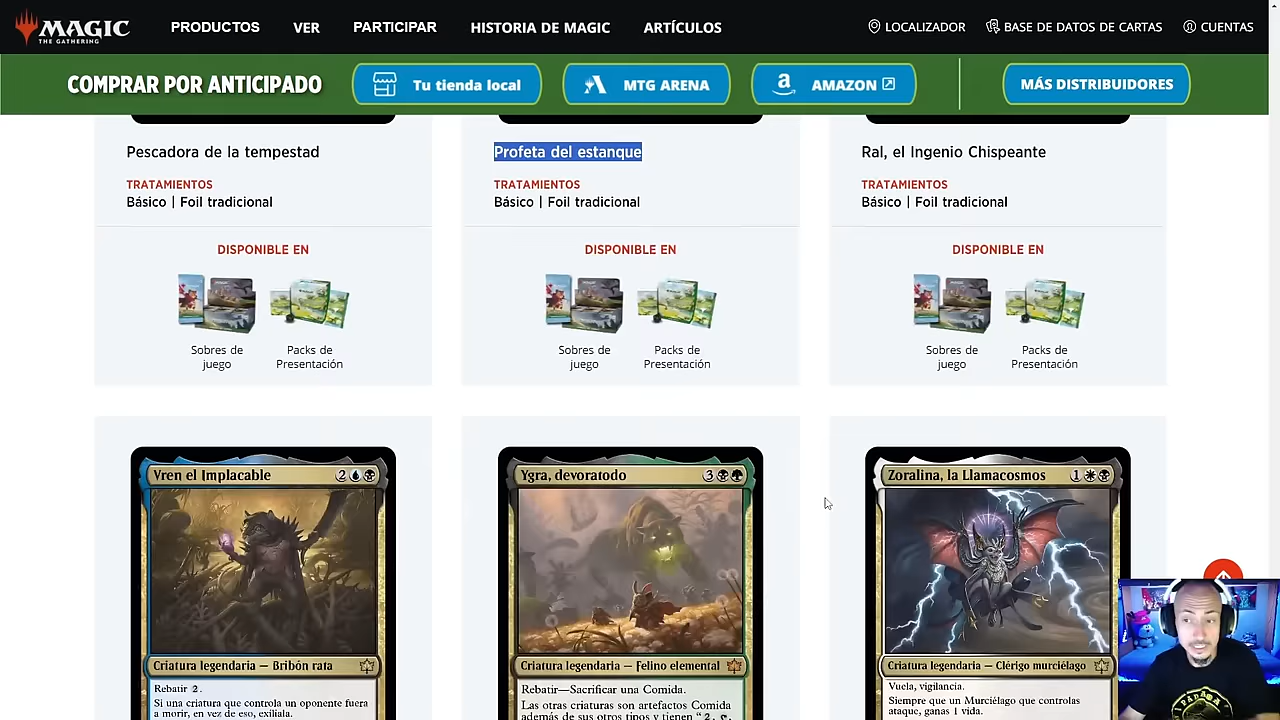 MAGIC
THE GATHERING
PRODUCTOS
VER
PARTICIPAR
HISTORIA DE MAGIC
ARTÍCULOS
LOCALIZADOR
BASE DE DATOS DE CARTAS
CUENTAS
COMPRAR POR ANTICIPADO
Tu tienda local
MTG ARENA
a AMAZON
MÁS DISTRIBUIDORES
Pescadora de la tempestad
TRATAMIENTOS
Básico | Foil tradicional
DISPONIBLE EN
Sobres de
juego
Packs de
Presentación
Profeta del estanque
TRATAMIENTOS
Básico | Foil tradicional
DISPONIBLE EN
Sobres de
juego
Packs de
Presentación
Ral, el Ingenio Chispeante
TRATAMIENTOS
Básico | Foil tradicional
DISPONIBLE EN
Sobres de
juego
Packs de
Presentación
Vren el Implacable 2
Criatura legendaria — Bribón rata
Rebatir 2.
Si una criatura que controla un oponente fuera
a morir, en vez de eso, exíliala.
Ygra, devoratodo 3
Criatura legendaria — Felino elemental
Rebatir—Sacrificar una Comida.
Las otras criaturas son artefactos Comida
además de sus otros tipos y tienen "2,
Zoralina, la Llamacosmos 1
Criatura legendaria — Clérigo murciélago
Vuela, vigilancia.
Siempre que un Murciélago que controlas
ataque, ganas 1 vida.